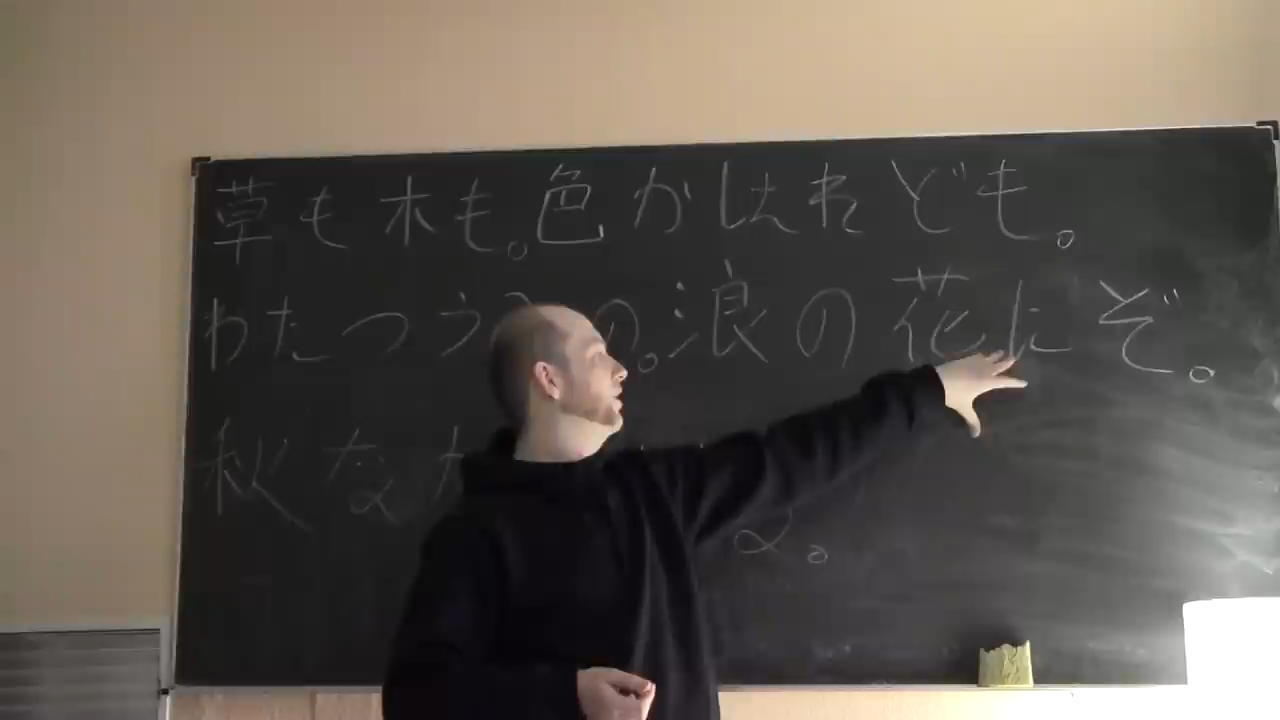 草も木も。色かはれども。
わたつう の。浪の花にぞ。
秋な 。